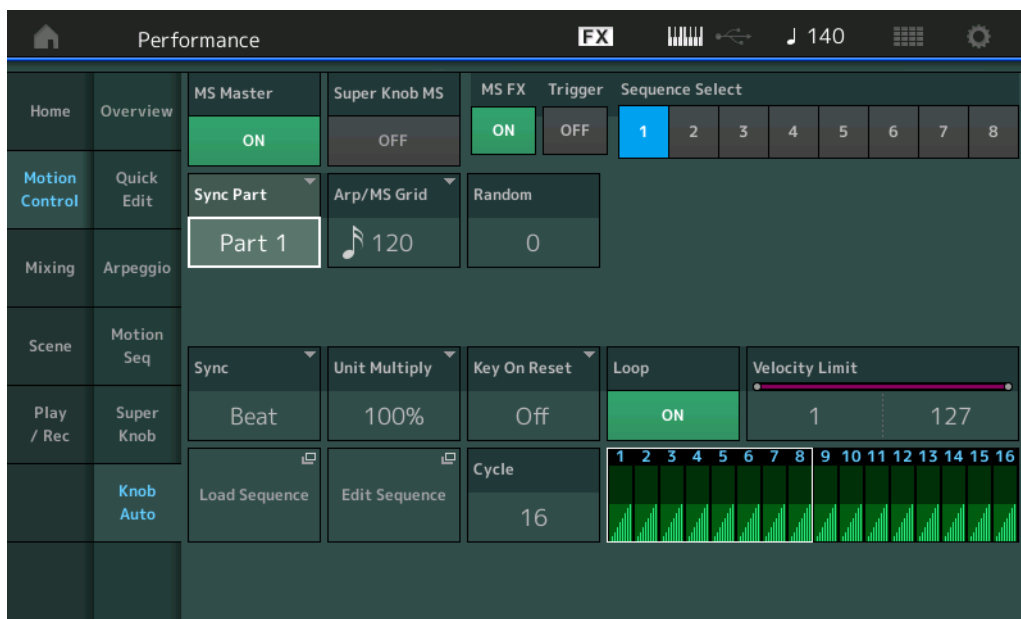 Performance
FX
140
Home
Overview
MS Master
Super Knob MS
MS FX
Trigger
Sequence Select
ON
OFF
ON
OFF
1 2 3 4 5 6 7 8
Motion
Control
Quick
Edit
Sync Part
Arp/MS Grid
Random
Part 1
120
0
Mixing
Arpeggio
Scene
Motion
Seq
Sync
Unit Multiply
Key On Reset
Loop
Velocity Limit
Beat
100%
Off
ON
1
127
Play
/ Rec
Super
Knob
Knob
Auto
Load Sequence
Edit Sequence
Cycle
16
1 2 3 4 5 6 7 8 9 10 11 12 13 14 15 16